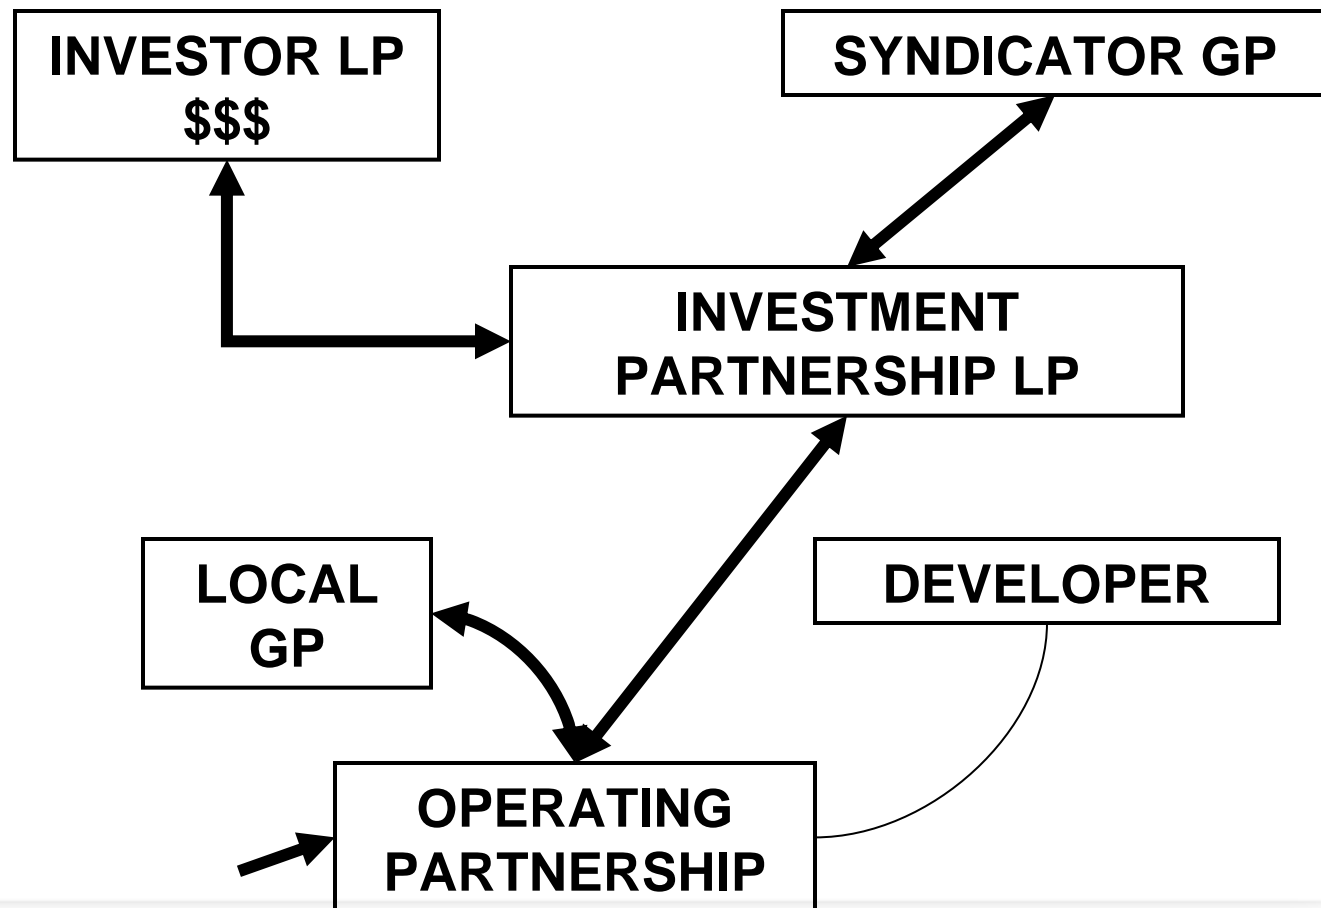 INVESTOR LP
$$$
SYNDICATOR GP
INVESTMENT
PARTNERSHIP LP
LOCAL
GP
DEVELOPER
OPERATING
PARTNERSHIP